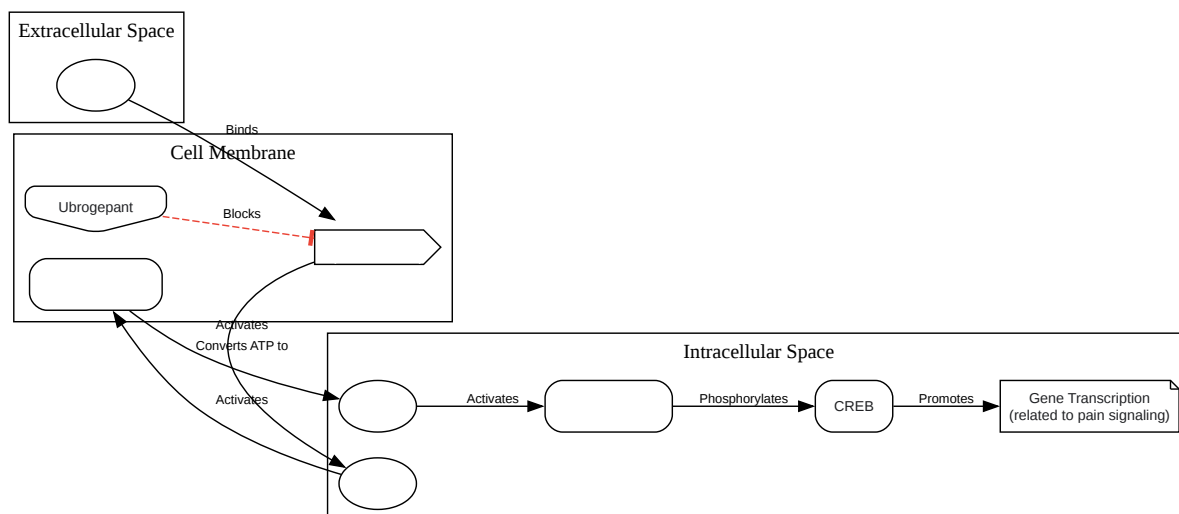 Extracellular Space
Binds
Cell Membrane
Ubrogepant
Blocks
Activates
Converts ATP to
Activates
Intracellular Space
Activates
Phosphorylates
CREB
Promotes
Gene Transcription
(related to pain signaling)